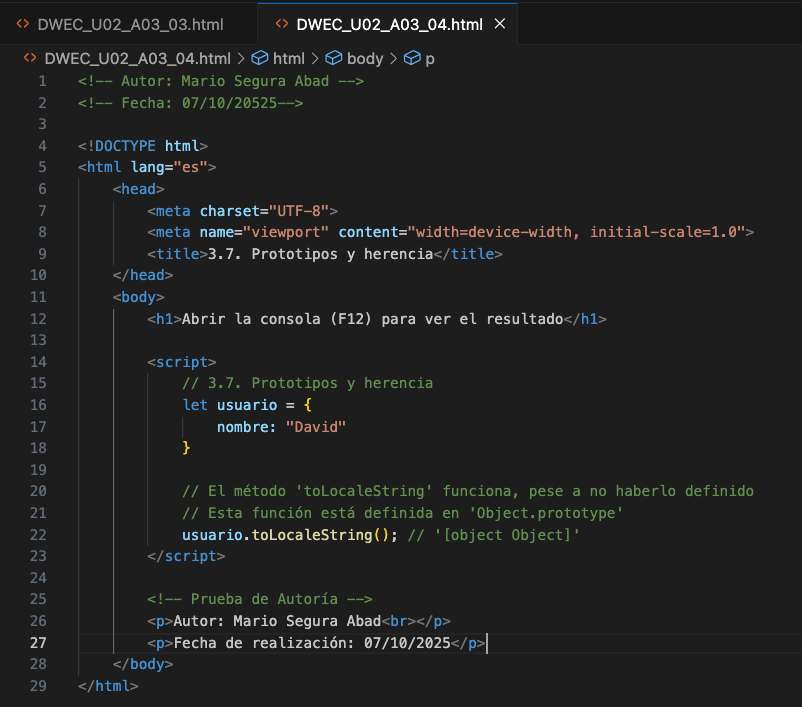 DWEC_U02_A03_03.html
DWEC_U02_A03_04.html
DWEC_U02_A03_04.html > html > body > p
1 <!-- Autor: Mario Segura Abad -->
2 <!-- Fecha: 07/10/20525-->
3
4 <!DOCTYPE html>
5 <html lang="es">
6     <head>
7         <meta charset="UTF-8">
8         <meta name="viewport" content="width=device-width, initial-scale=1.0">
9         <title>3.7. Prototipos y herencia</title>
10     </head>
11     <body>
12         <h1>Abrir la consola (F12) para ver el resultado</h1>
13
14         <script>
15             // 3.7. Prototipos y herencia
16             let usuario = {
17                 nombre: "David"
18             }
19
20             // El método 'toLocaleString' funciona, pese a no haberlo definido
21             // Esta función está definida en 'Object.prototype'
22             usuario.toLocaleString(); // '[object Object]'
23         </script>
24
25         <!-- Prueba de Autoría -->
26         <p>Autor: Mario Segura Abad<br></p>
27         <p>Fecha de realización: 07/10/2025</p>
28     </body>
29 </html>